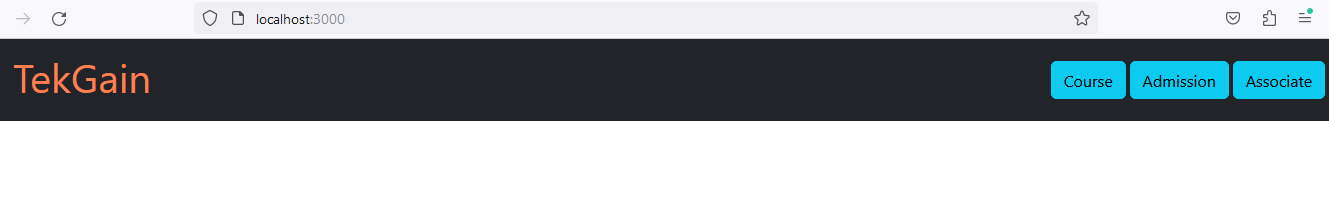 localhost:3000
TekGain
Course Admission Associate